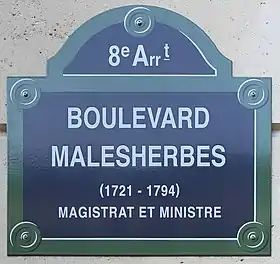 8e Arrt
BOULEVARD
MALESHERBES
(1721 - 1794)
MAGISTRAT ET MINISTRE